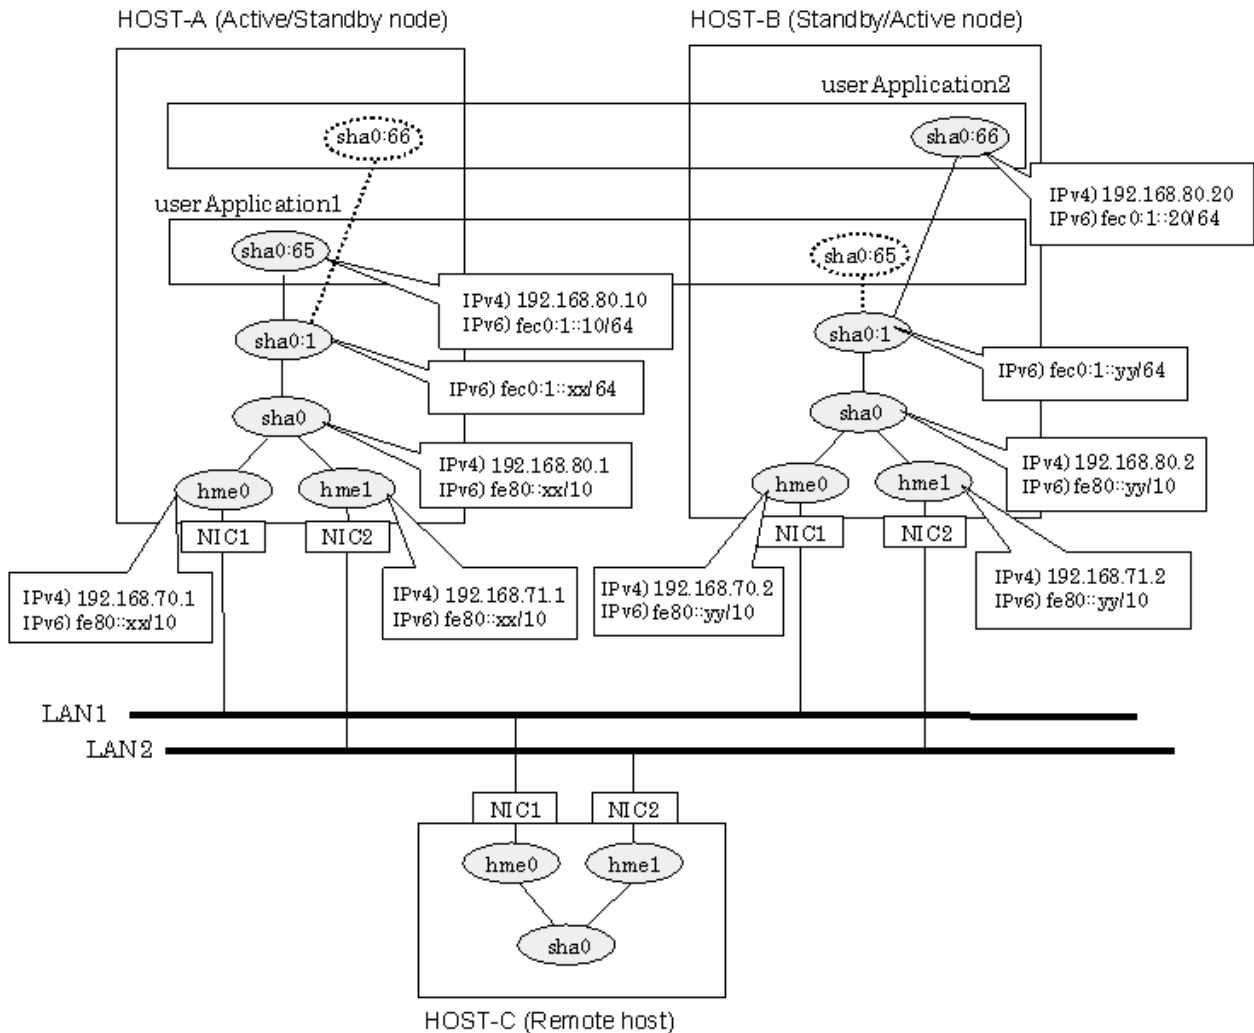 HOST-A (Active/Standby node)
HOST-B (Standby/Active node)
userApplication2
sha0:66
sha0:66
IPv4) 192.168.80.20
IPv6) fec0:1::20/64
userApplication1
sha0:65
sha0:65
IPv4) 192.168.80.10
IPv6) fec0:1::10/64
sha0:1
sha0:1
IPv6) fec0:1::xx/64
IPv6) fec0:1::yy/64
sha0
sha0
IPv4) 192.168.80.1
IPv6) fe80::xx/10
IPv4) 192.168.80.2
IPv6) fe80::yy/10
hme0
hme1
hme0
hme1
NIC1
NIC2
NIC1
NIC2
IPv4) 192.168.70.1
IPv6) fe80::xx/10
IPv4) 192.168.71.1
IPv6) fe80::xx/10
IPv4) 192.168.70.2
IPv6) fe80::yy/10
IPv4) 192.168.71.2
IPv6) fe80::yy/10
LAN1
LAN2
NIC1
NIC2
hme0
hme1
sha0
HOST-C (Remote host)